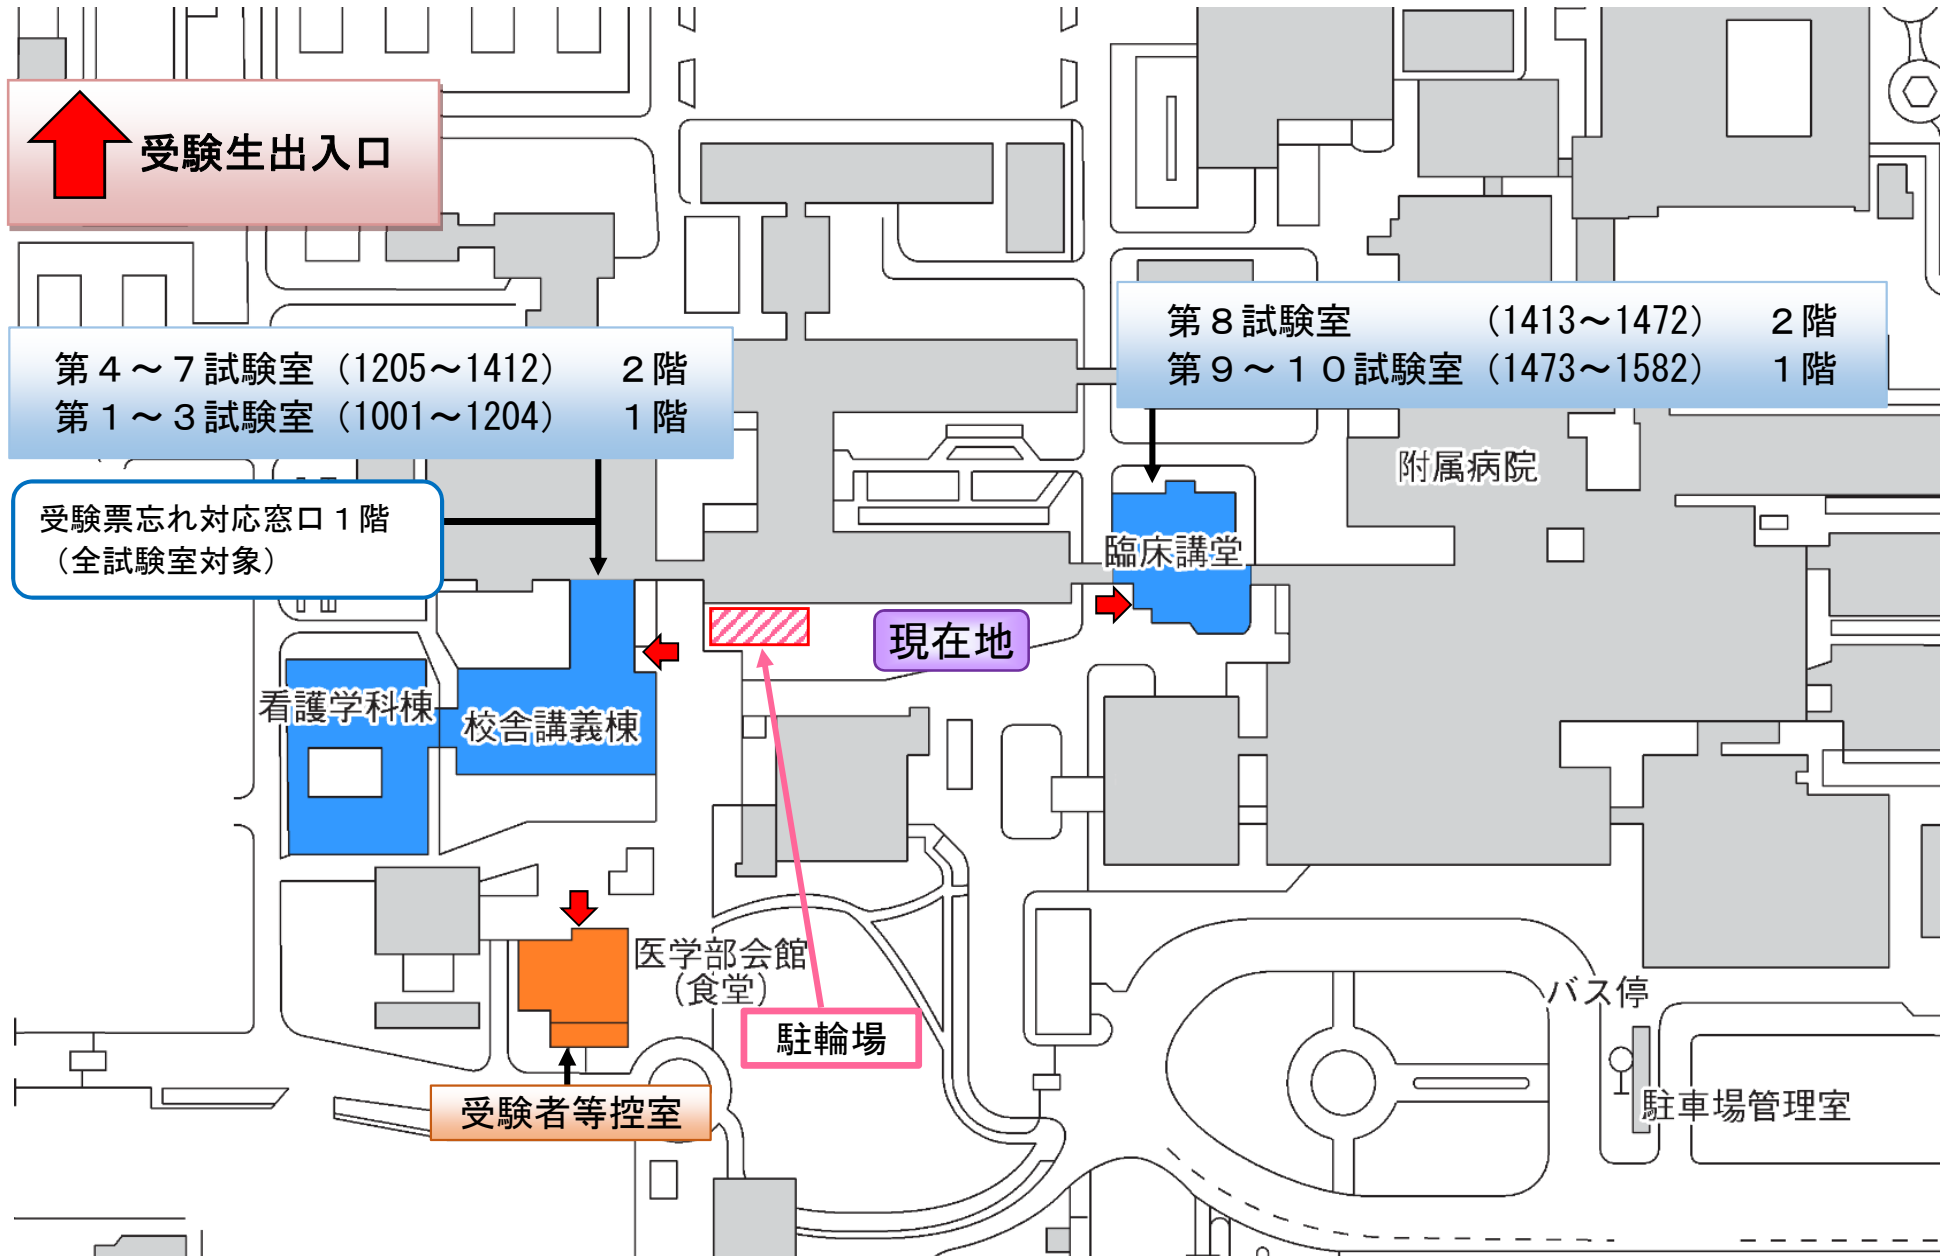 受験生出入口
第８試験室 （1413～1472） ２階
第９～１０試験室（1473～1582） １階
第４～７試験室（1205～1412） ２階
第１～３試験室（1001～1204） １階
附属病院
受験票忘れ対応窓口１階
（全試験室対象）
臨床講堂
現在地
看護学科棟
校舎講義棟
医学部会館
（食堂）
バス停
駐輪場
受験者等控室
駐車場管理室